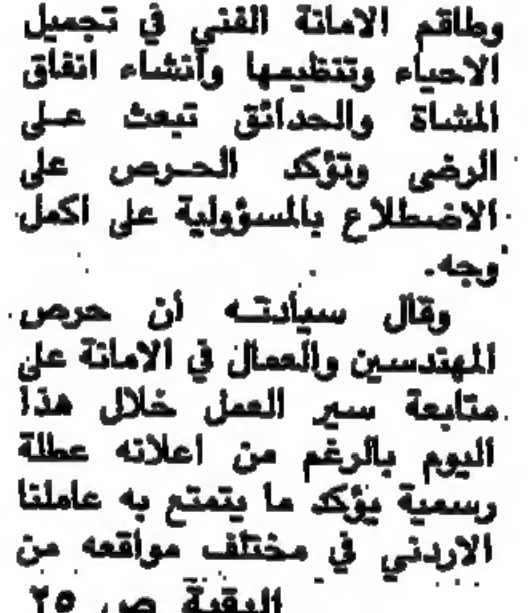 وطاقم الامانة الفني في تجميل
الاحياء وتنظيمها وأنشاء انفاق
المشاة والحدائق تبعث على
الرضى وتؤكد الحرص على
الاضطلاع بالمسؤولية على اكمل
وجه.
وقال سيادته أن حرص
المهندسين والعمال في الامانة على
متابعة سير العمل خلال هذا
اليوم بالرغم من اعلانه عطلة
رسمية يؤكد ما يتمتع به عاملنا
الاردني في مختلف مواقعه من
البقية ص ٢٥